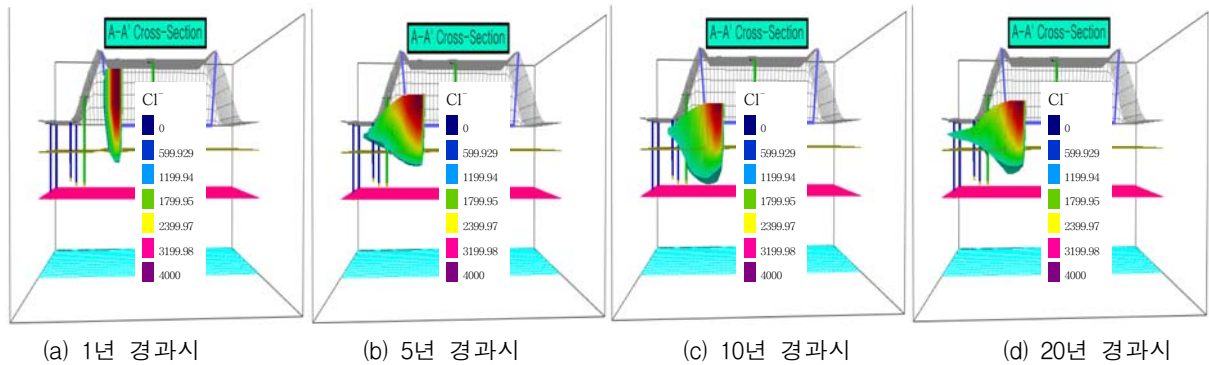 A-A' Cross-Section
Cl⁻
0
599.929
1199.94
1799.95
2399.97
3199.98
4000
(a) 1년 경과시
A-A' Cross-Section
Cl⁻
0
599.929
1199.94
1799.95
2399.97
3199.98
4000
(b) 5년 경과시
A-A' Cross-Section
Cl⁻
0
599.929
1199.94
1799.95
2399.97
3199.98
4000
(c) 10년 경과시
A-A' Cross-Section
Cl⁻
0
599.929
1199.94
1799.95
2399.97
3199.98
4000
(d) 20년 경과시